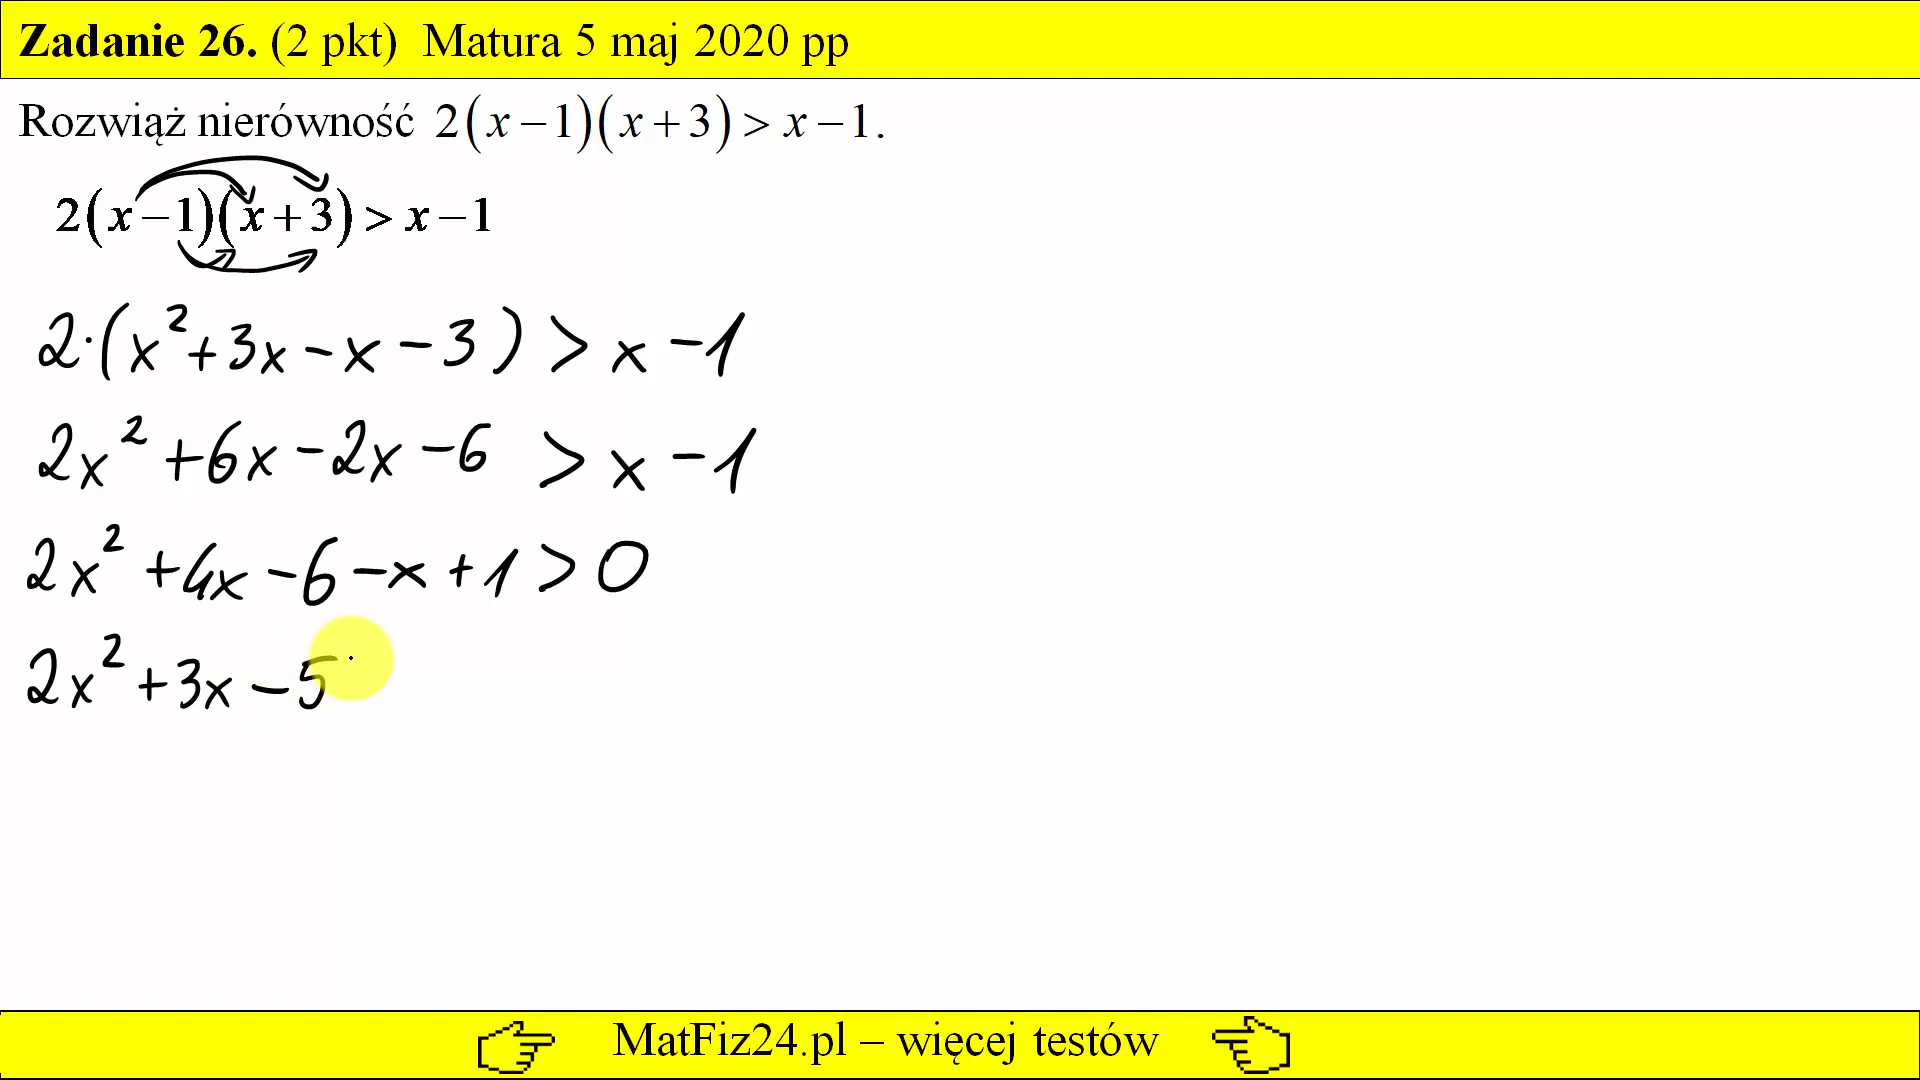 Zadanie 26. (2 pkt) Matura 5 maj 2020 pp
Rozwiąż nierówność 2(x−1)(x+3)>x−1.
2(x−1)(x+3)>x−1
2·(x²+3x−x−3)>x−1
2x²+6x−2x−6>x−1
2x²+4x−6−x+1>0
2x²+3x−5
MatFiz24.pl – więcej testów